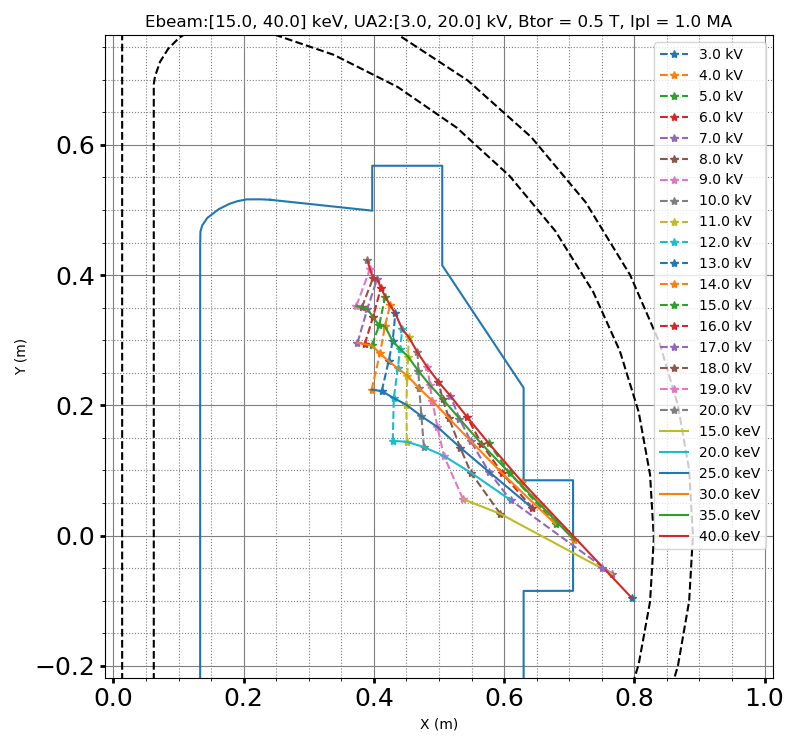 Ebeam:[15.0, 40.0] keV, UA2:[3.0, 20.0] kV, Btor = 0.5 T, Ipl = 1.0 MA
3.0 kV
4.0 kV
5.0 kV
6.0 kV
7.0 kV
8.0 kV
9.0 kV
10.0 kV
11.0 kV
12.0 kV
13.0 kV
14.0 kV
15.0 kV
16.0 kV
17.0 kV
18.0 kV
19.0 kV
20.0 kV
15.0 keV
20.0 keV
25.0 keV
30.0 keV
35.0 keV
40.0 keV
Y (m)
0.6
0.4
0.2
0.0
−0.2
0.0 0.2 0.4 0.6 0.8 1.0
X (m)